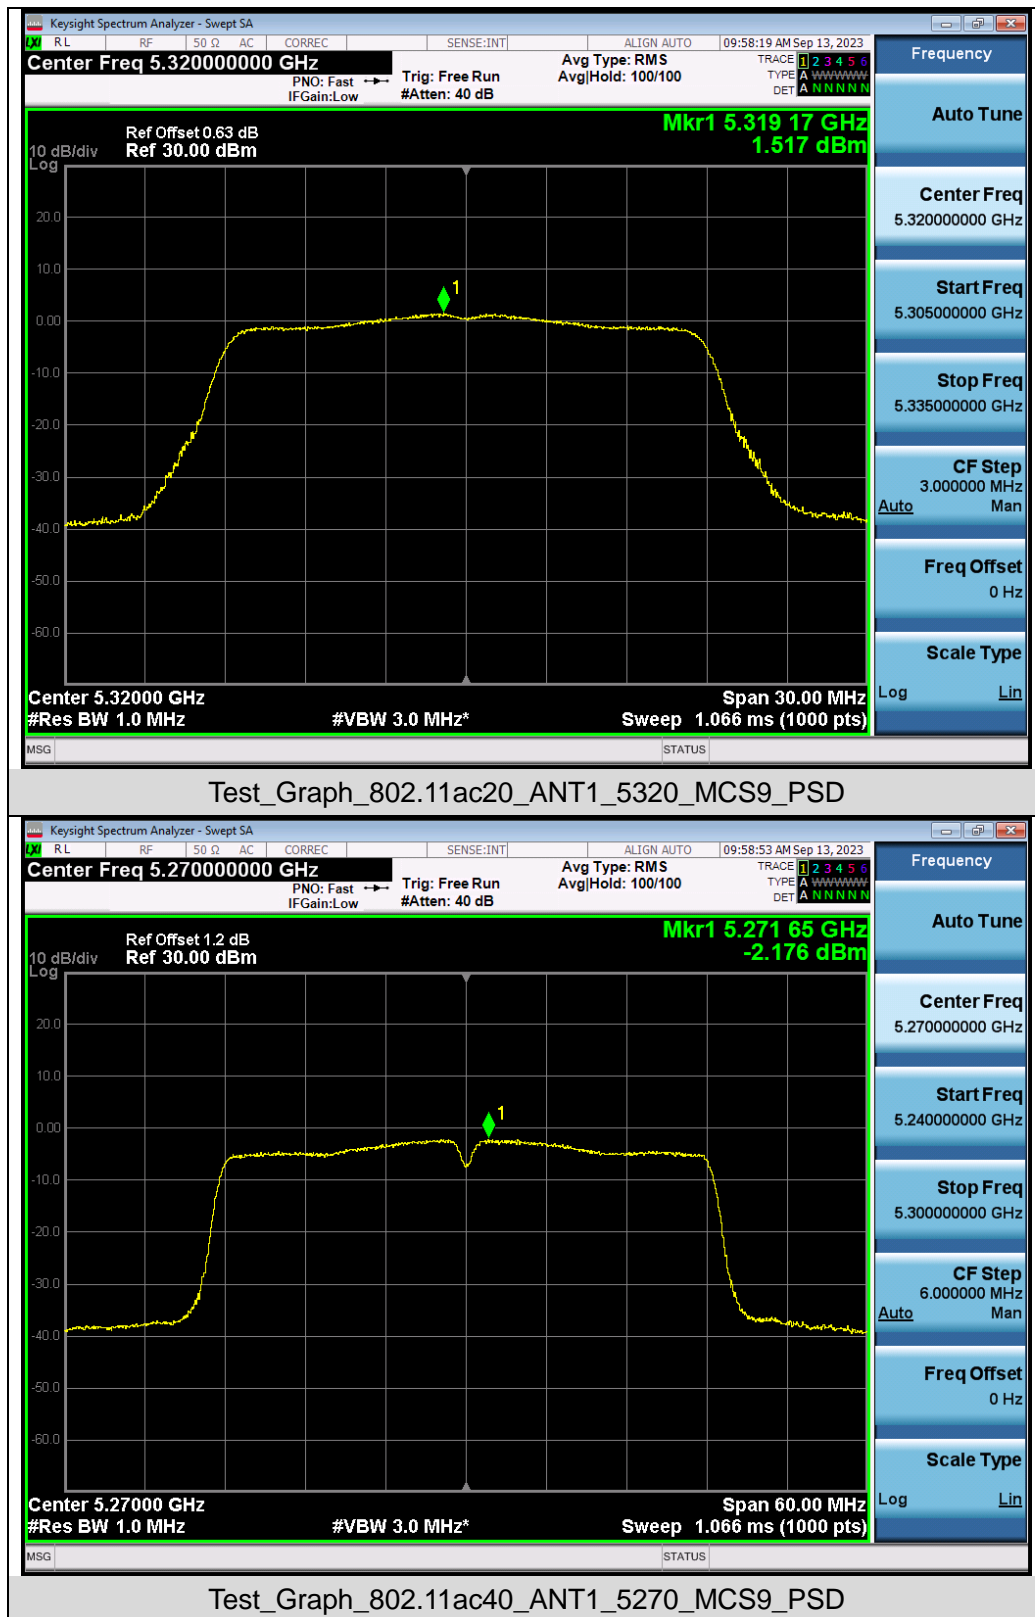 Keysight Spectrum Analyzer - Swept SA
LXI RL RF 50 Ω AC CORREC SENSE:INT ALIGN AUTO 09:58:19 AM Sep 13, 2023
Center Freq 5.320000000 GHz
PNO: Fast
IFGain:Low
Trig: Free Run
#Atten: 40 dB
Avg Type: RMS
Avg|Hold: 100/100
TRACE 1 2 3 4 5 6
TYPE A WWWWW
DET A N N N N N
Mkr1 5.319 17 GHz
1.517 dBm
Ref Offset 0.63 dB
10 dB/div Ref 30.00 dBm
Log
20.0
10.0
1
0.00
-10.0
-20.0
-30.0
-40.0
-50.0
-60.0
Center 5.32000 GHz Span 30.00 MHz
#Res BW 1.0 MHz #VBW 3.0 MHz* Sweep 1.066 ms (1000 pts)
MSG STATUS
Frequency
Auto Tune
Center Freq
5.320000000 GHz
Start Freq
5.305000000 GHz
Stop Freq
5.335000000 GHz
CF Step
3.000000 MHz
Auto Man
Freq Offset
0 Hz
Scale Type
Log Lin
Test_Graph_802.11ac20_ANT1_5320_MCS9_PSD
Keysight Spectrum Analyzer - Swept SA
LXI RL RF 50 Ω AC CORREC SENSE:INT ALIGN AUTO 09:58:53 AM Sep 13, 2023
Center Freq 5.270000000 GHz
PNO: Fast
IFGain:Low
Trig: Free Run
#Atten: 40 dB
Avg Type: RMS
Avg|Hold: 100/100
TRACE 1 2 3 4 5 6
TYPE A WWWWW
DET A N N N N N
Mkr1 5.271 65 GHz
-2.176 dBm
Ref Offset 1.2 dB
10 dB/div Ref 30.00 dBm
Log
20.0
10.0
1
0.00
-10.0
-20.0
-30.0
-40.0
-50.0
-60.0
Center 5.27000 GHz Span 60.00 MHz
#Res BW 1.0 MHz #VBW 3.0 MHz* Sweep 1.066 ms (1000 pts)
MSG STATUS
Frequency
Auto Tune
Center Freq
5.270000000 GHz
Start Freq
5.240000000 GHz
Stop Freq
5.300000000 GHz
CF Step
6.000000 MHz
Auto Man
Freq Offset
0 Hz
Scale Type
Log Lin
Test_Graph_802.11ac40_ANT1_5270_MCS9_PSD